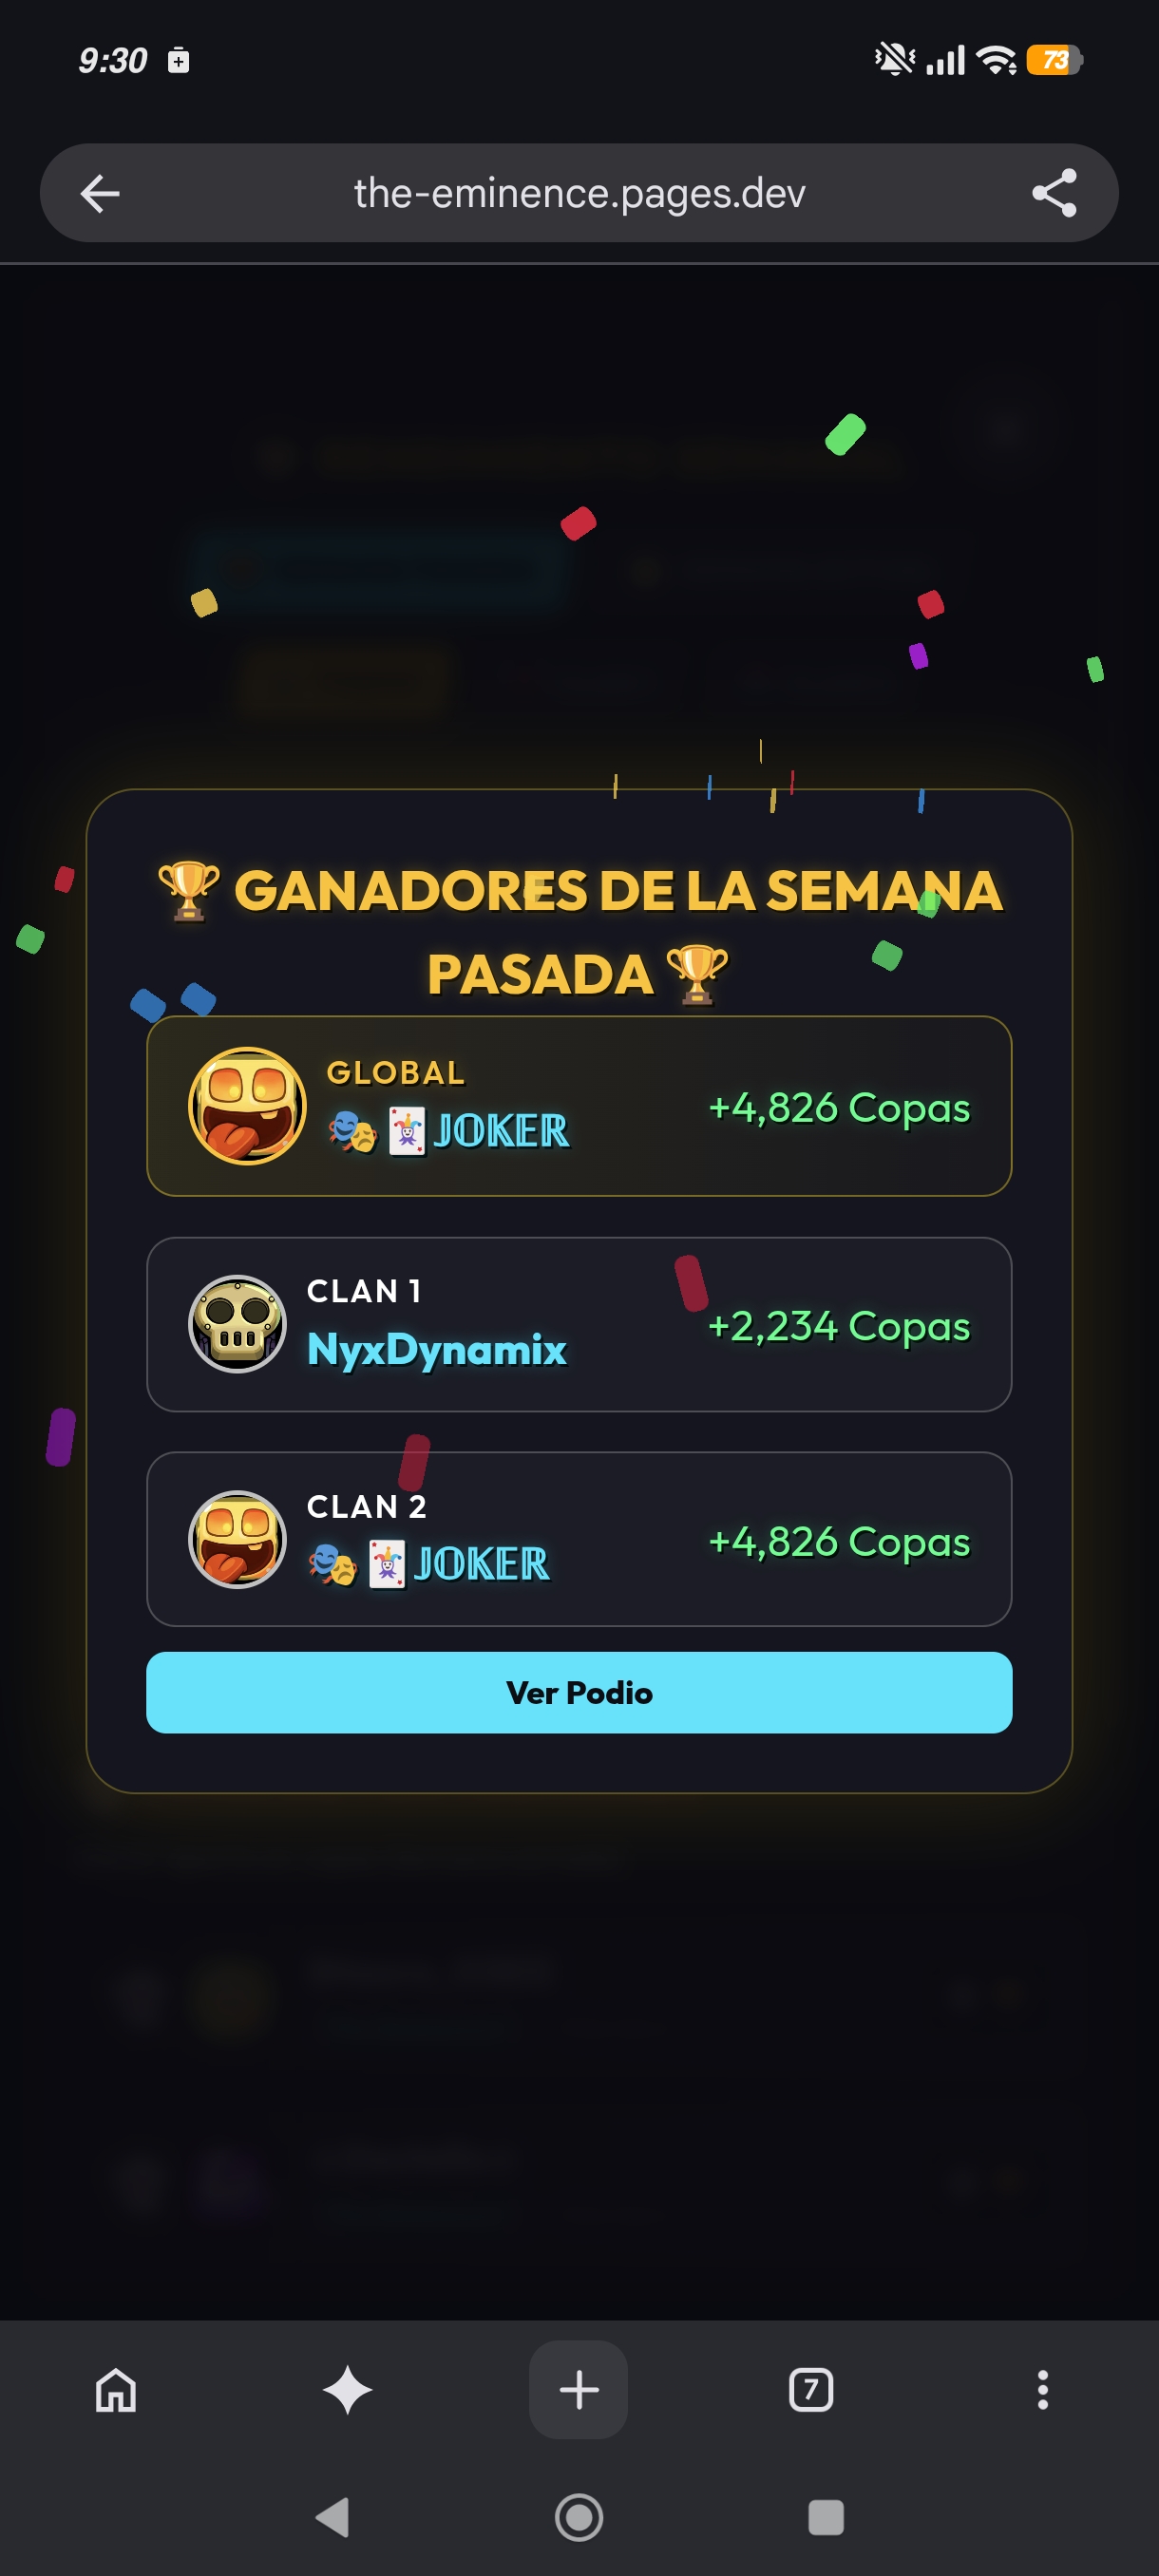 9:30
73
the-eminence.pages.dev
🏆 GANADORES DE LA SEMANA
PASADA 🏆
GLOBAL
🎭🃏𝕁𝕆𝕂𝔼ℝ
+4,826 Copas
CLAN 1
NyxDynamix
+2,234 Copas
CLAN 2
🎭🃏𝕁𝕆𝕂𝔼ℝ
+4,826 Copas
Ver Podio
7